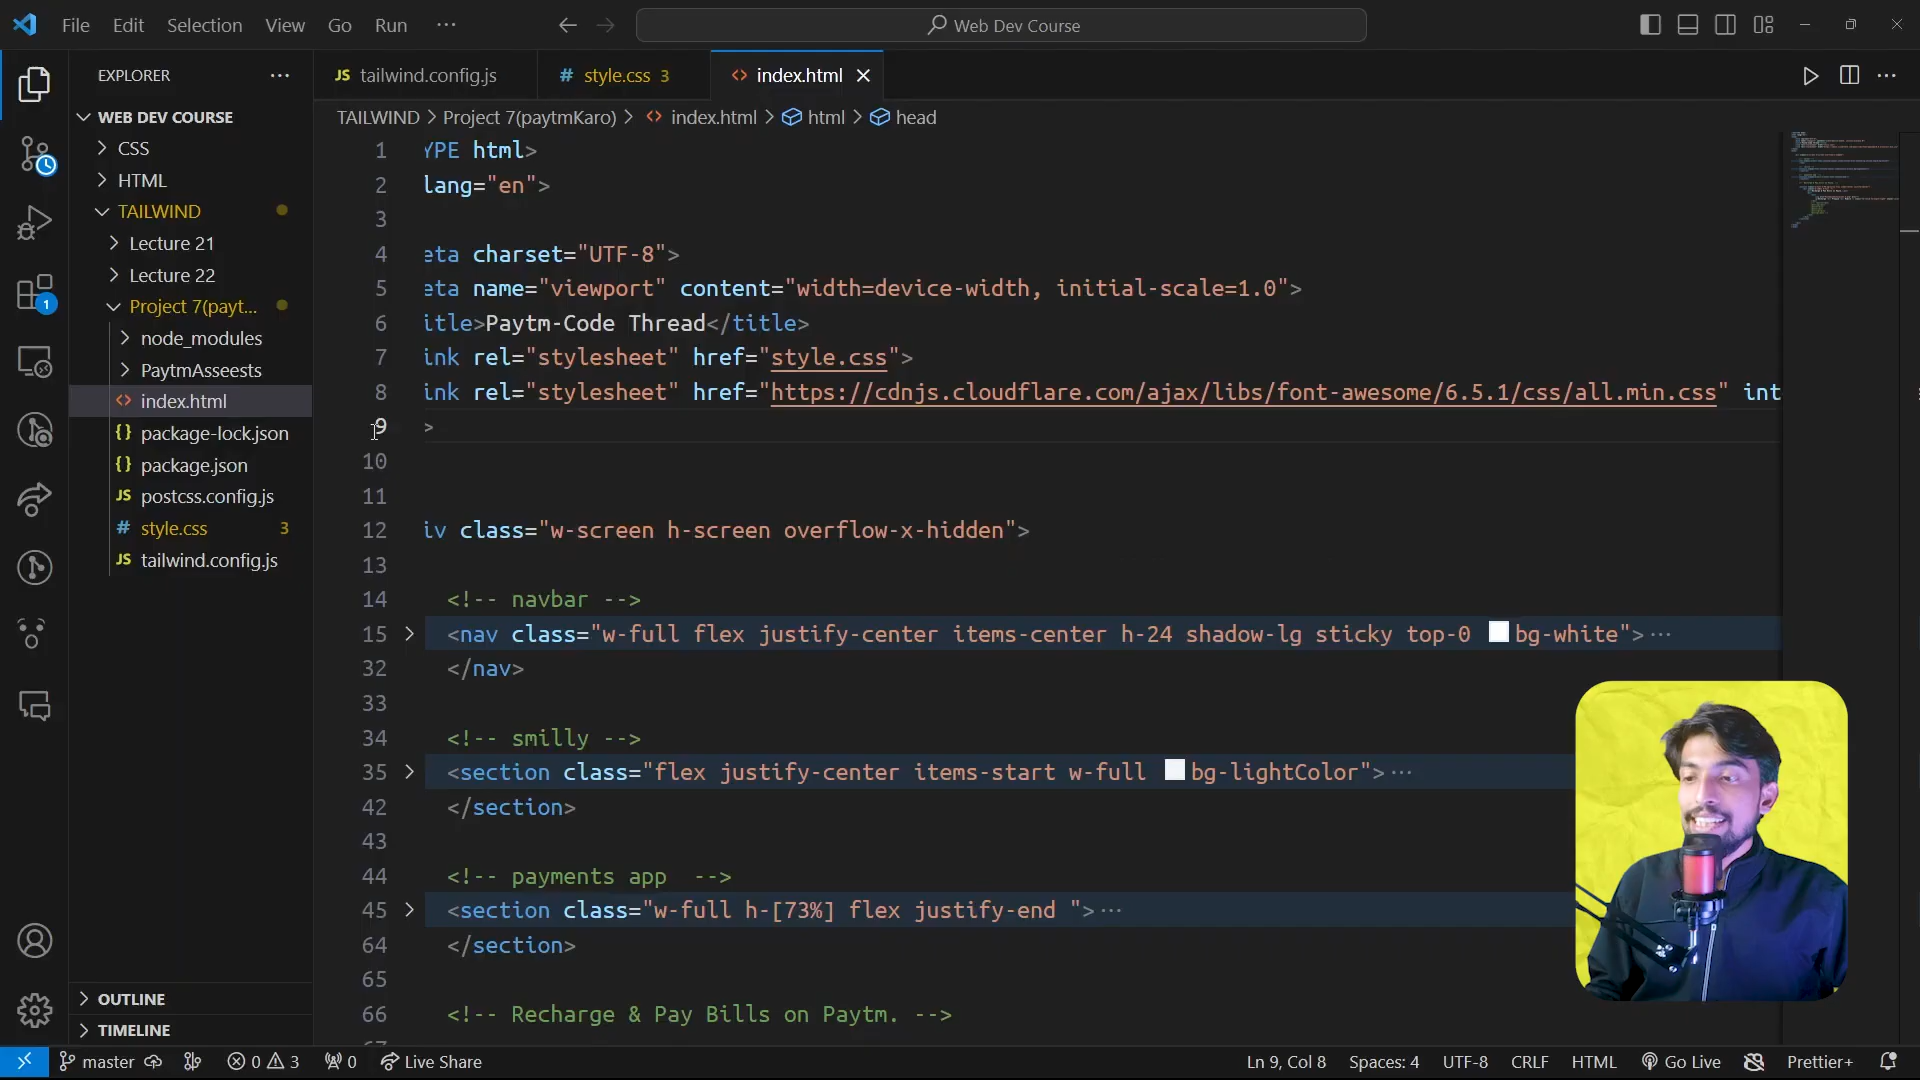 File Edit Selection View Go Run ··· Web Dev Course
EXPLORER ···
WEB DEV COURSE
CSS
HTML
TAILWIND
Lecture 21
Lecture 22
Project 7(payt...
node_modules
PaytmAsseests
<> index.html
{} package-lock.json
{} package.json
JS postcss.config.js
# style.css 3
JS tailwind.config.js
OUTLINE
TIMELINE
JS tailwind.config.js # style.css 3 <> index.html
TAILWIND > Project 7(paytmKaro) > <> index.html > html > head
1 YPE html>
2 lang="en">
3
4 eta charset="UTF-8">
5 eta name="viewport" content="width=device-width, initial-scale=1.0">
6 itle>Paytm-Code Thread</title>
7 ink rel="stylesheet" href="style.css">
8 ink rel="stylesheet" href="https://cdnjs.cloudflare.com/ajax/libs/font-awesome/6.5.1/css/all.min.css" int
9 >
10
11
12 iv class="w-screen h-screen overflow-x-hidden">
13
14 <!-- navbar -->
15 <nav class="w-full flex justify-center items-center h-24 shadow-lg sticky top-0 bg-white">···
32 </nav>
33
34 <!-- smilly -->
35 <section class="flex justify-center items-start w-full bg-lightColor">···
42 </section>
43
44 <!-- payments app -->
45 <section class="w-full h-[73%] flex justify-end ">···
64 </section>
65
66 <!-- Recharge & Pay Bills on Paytm. -->
1
master 0 3 0 Live Share Ln 9, Col 8 Spaces: 4 UTF-8 CRLF HTML Go Live Prettier+